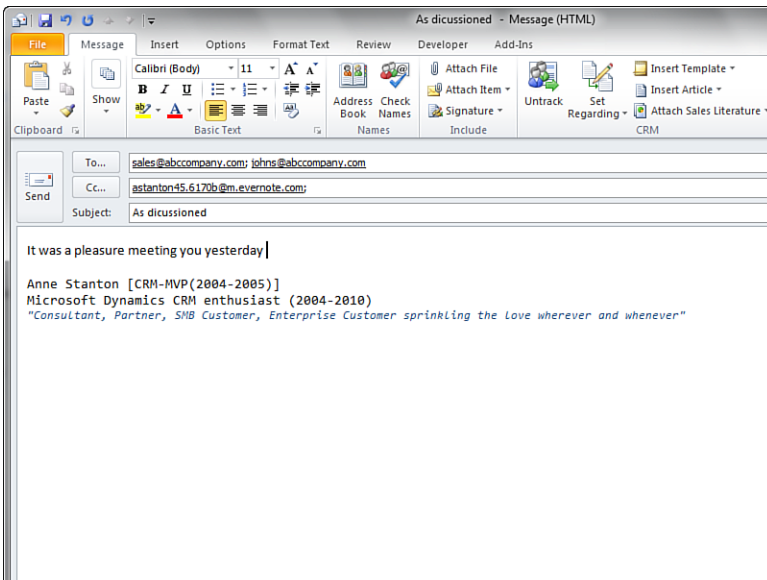 As dicussioned - Message (HTML)
File Message Insert Options Format Text Review Developer Add-Ins
Paste
Show
Calibri (Body) 11 A A
B I U
Address Book
Check Names
Attach File
Attach Item
Signature
Untrack
Set Regarding
Insert Template
Insert Article
Attach Sales Literature
Clipboard Basic Text Names Include CRM
Send
To... sales@abccompany.com; johns@abccompany.com
Cc... astanton45.6170b@m.evernote.com;
Subject: As dicussioned
It was a pleasure meeting you yesterday
Anne Stanton [CRM-MVP(2004-2005)]
Microsoft Dynamics CRM enthusiast (2004-2010)
"Consultant, Partner, SMB Customer, Enterprise Customer sprinkling the love wherever and whenever"